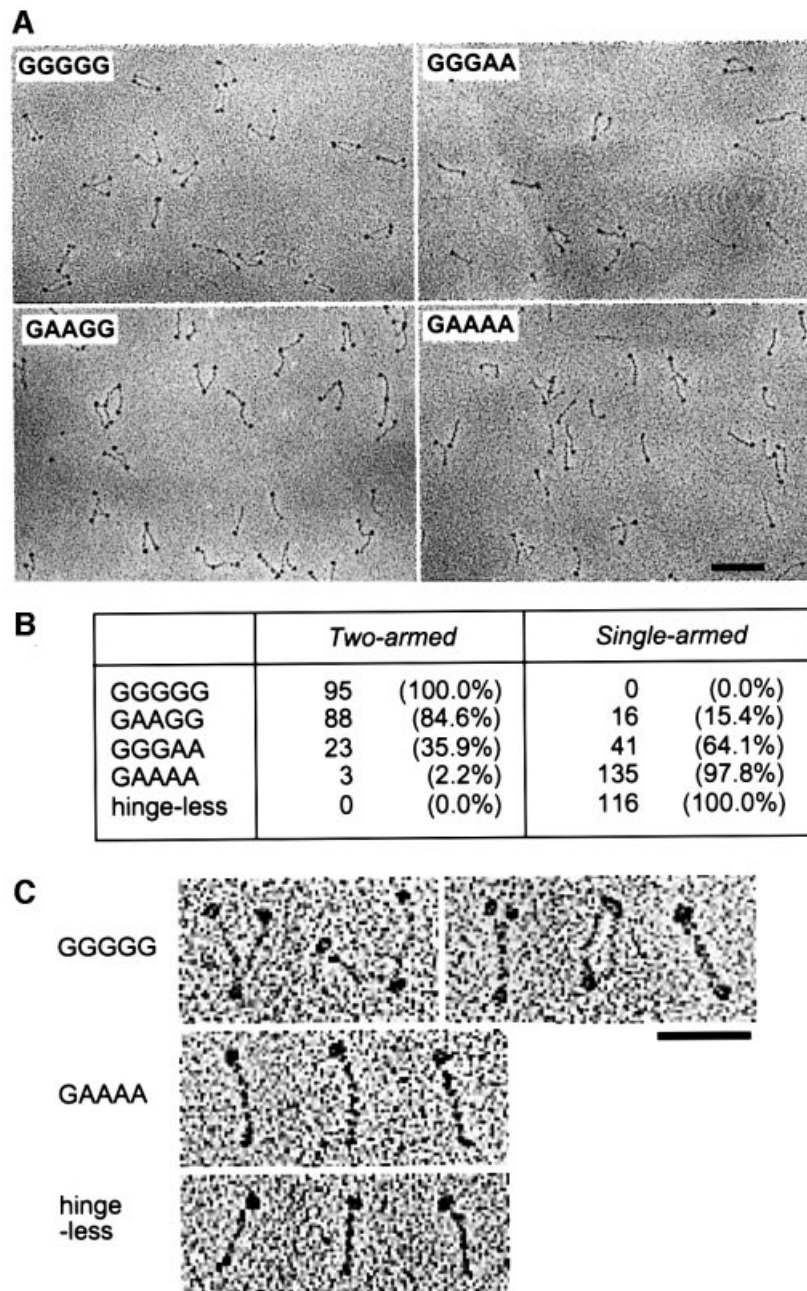 A
GGGGG GGGAA
GAAGG GAAAA
B
Two-armed Single-armed
GGGGG 95 (100.0%) 0 (0.0%)
GAAGG 88 (84.6%) 16 (15.4%)
GGGAA 23 (35.9%) 41 (64.1%)
GAAAA 3 (2.2%) 135 (97.8%)
hinge-less 0 (0.0%) 116 (100.0%)
C
GGGGG
GAAAA
hinge
-less